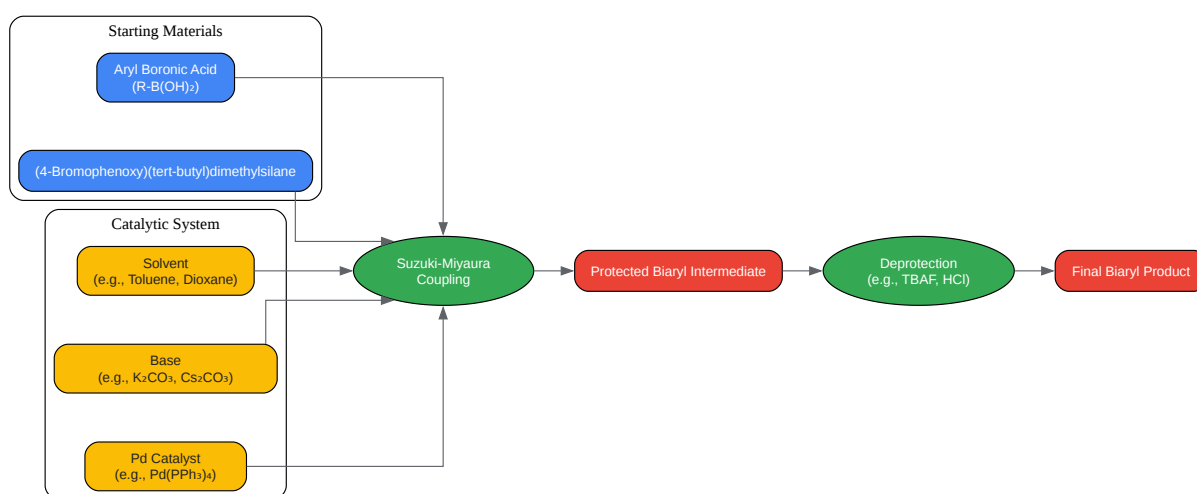 Starting Materials
Aryl Boronic Acid
(R-B(OH)₂)
(4-Bromophenoxy)(tert-butyl)dimethylsilane
Catalytic System
Solvent
(e.g., Toluene, Dioxane)
Base
(e.g., K₂CO₃, Cs₂CO₃)
Pd Catalyst
(e.g., Pd(PPh₃)₄)
Suzuki-Miyaura
Coupling
Protected Biaryl Intermediate
Deprotection
(e.g., TBAF, HCl)
Final Biaryl Product